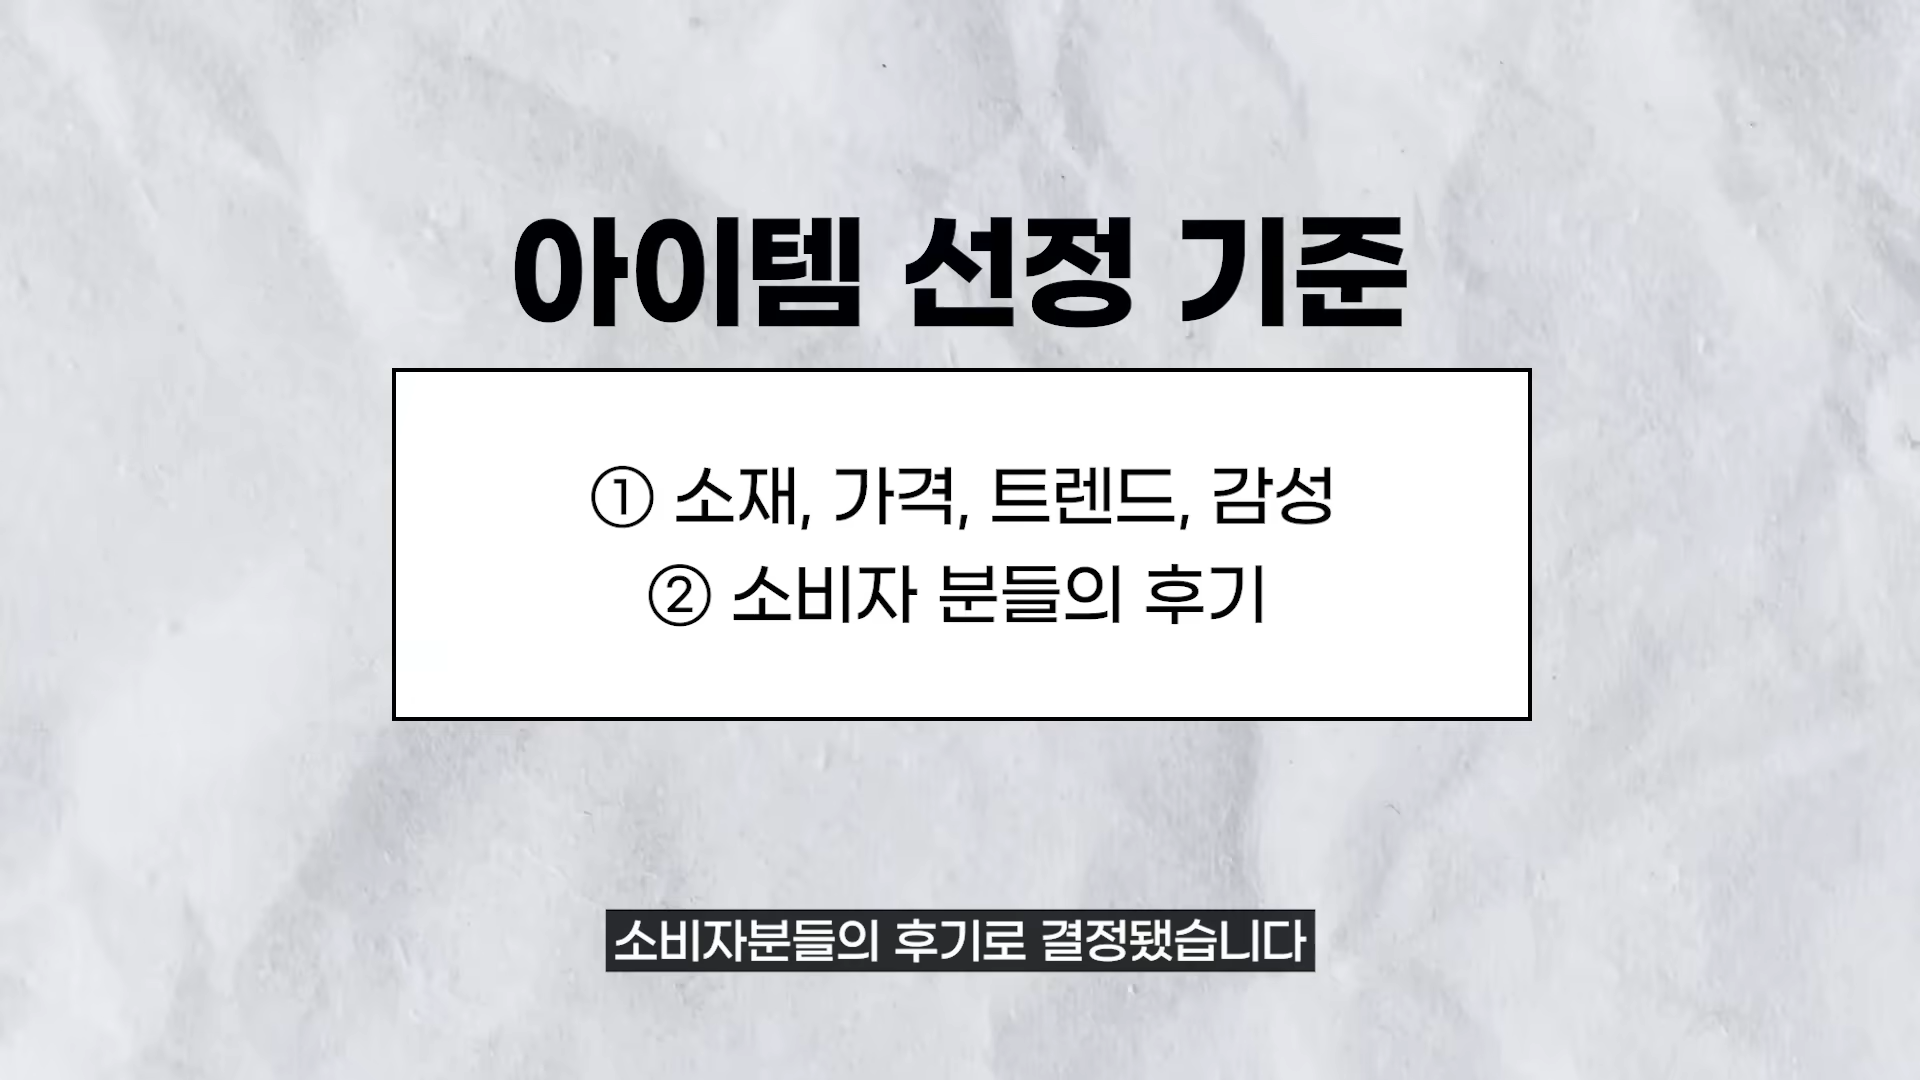 아이템 선정 기준
① 소재, 가격, 트렌드, 감성
② 소비자 분들의 후기
소비자분들의 후기로 결정됐습니다